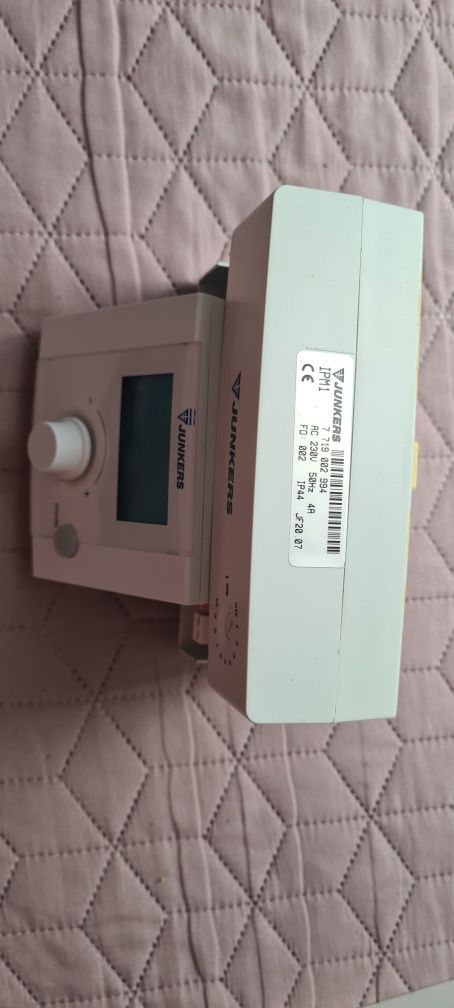 JUNKERS
JUNKERS
JUNKERS
IPM1 7 719 002 994
AC 230V 50Hz 4A
CE FD: 002 IP44 JF20.07
- +